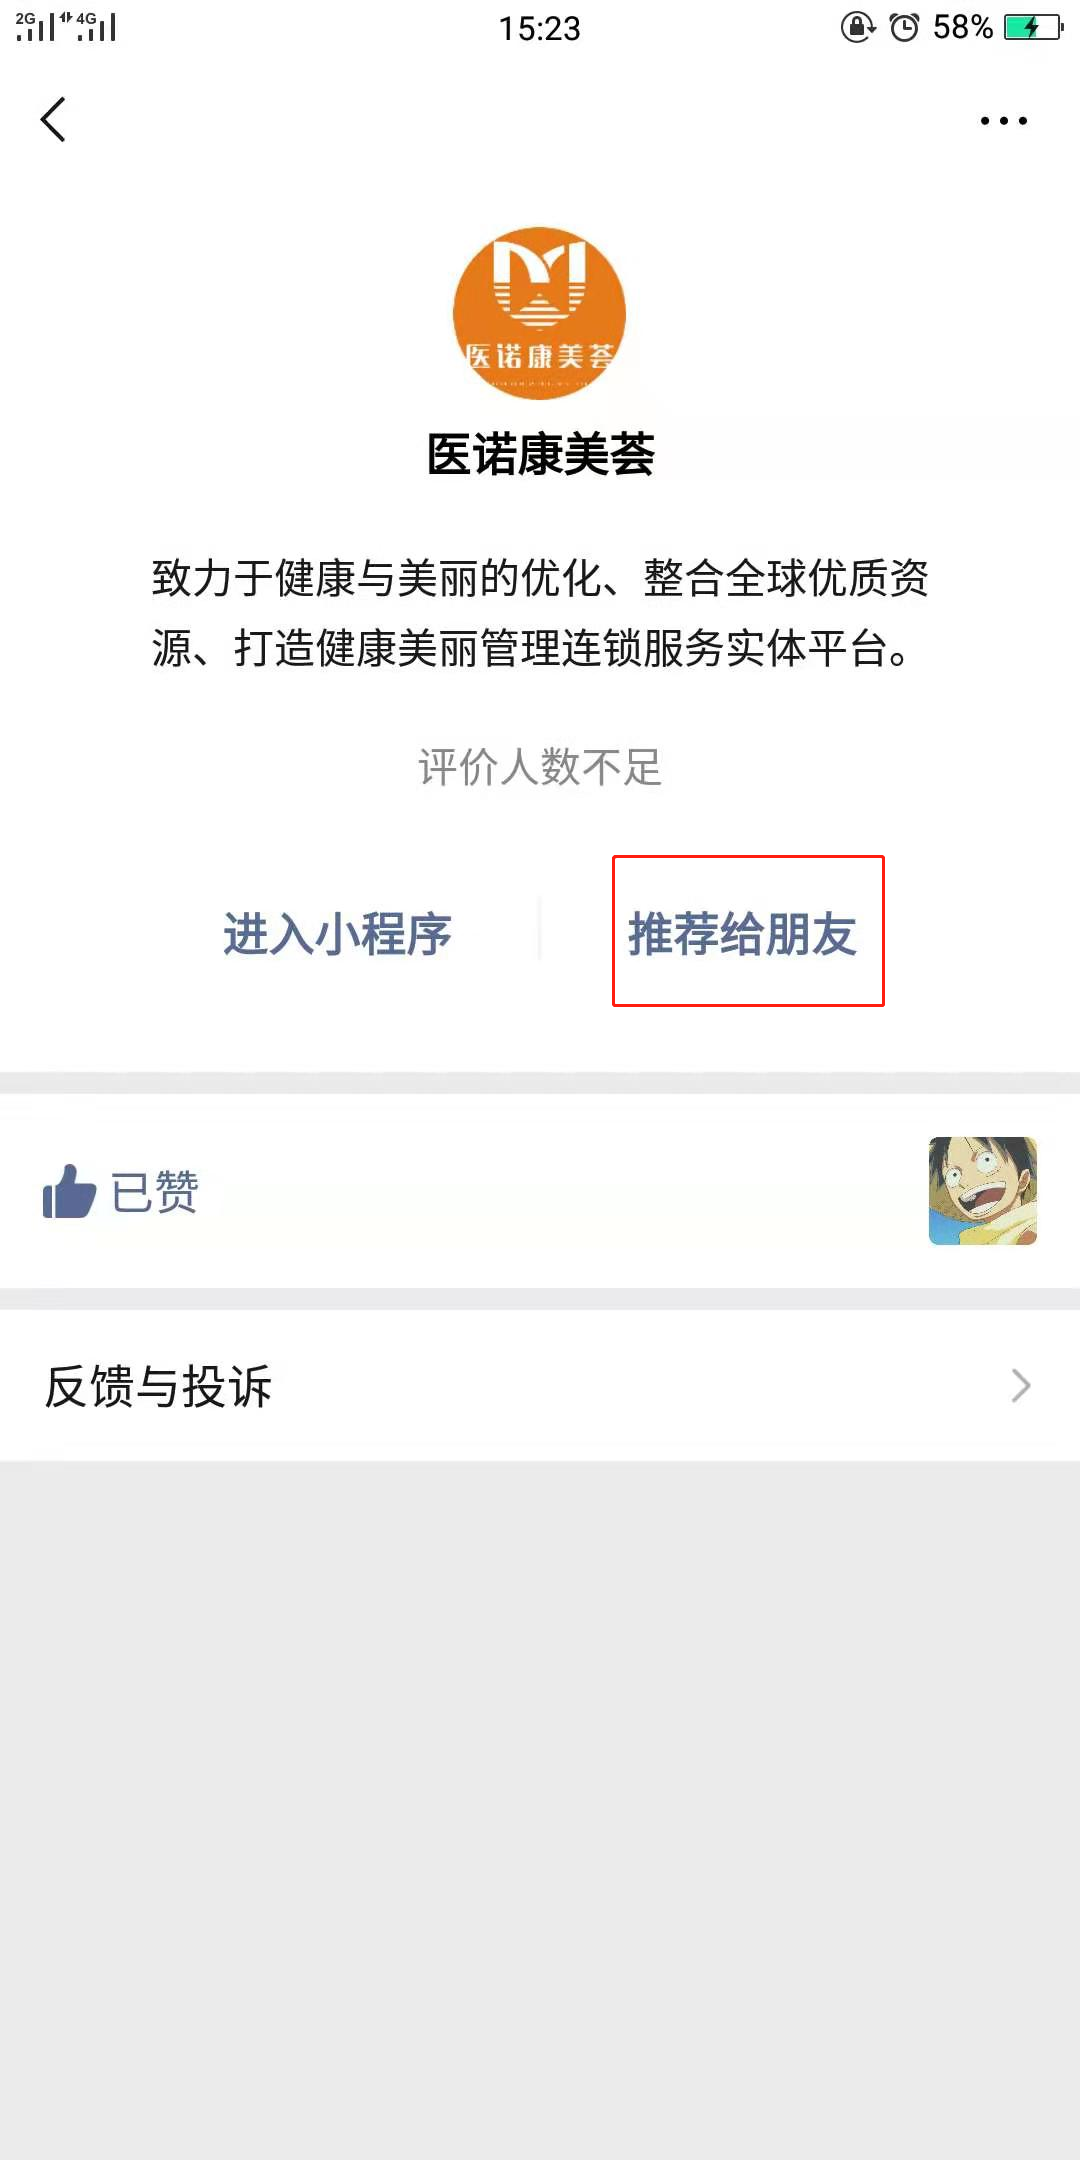 2G 4G 15:23 58%
医诺康美荟
医诺康美荟
致力于健康与美丽的优化、整合全球优质资
源、打造健康美丽管理连锁服务实体平台。
评价人数不足
进入小程序 推荐给朋友
已赞
反馈与投诉